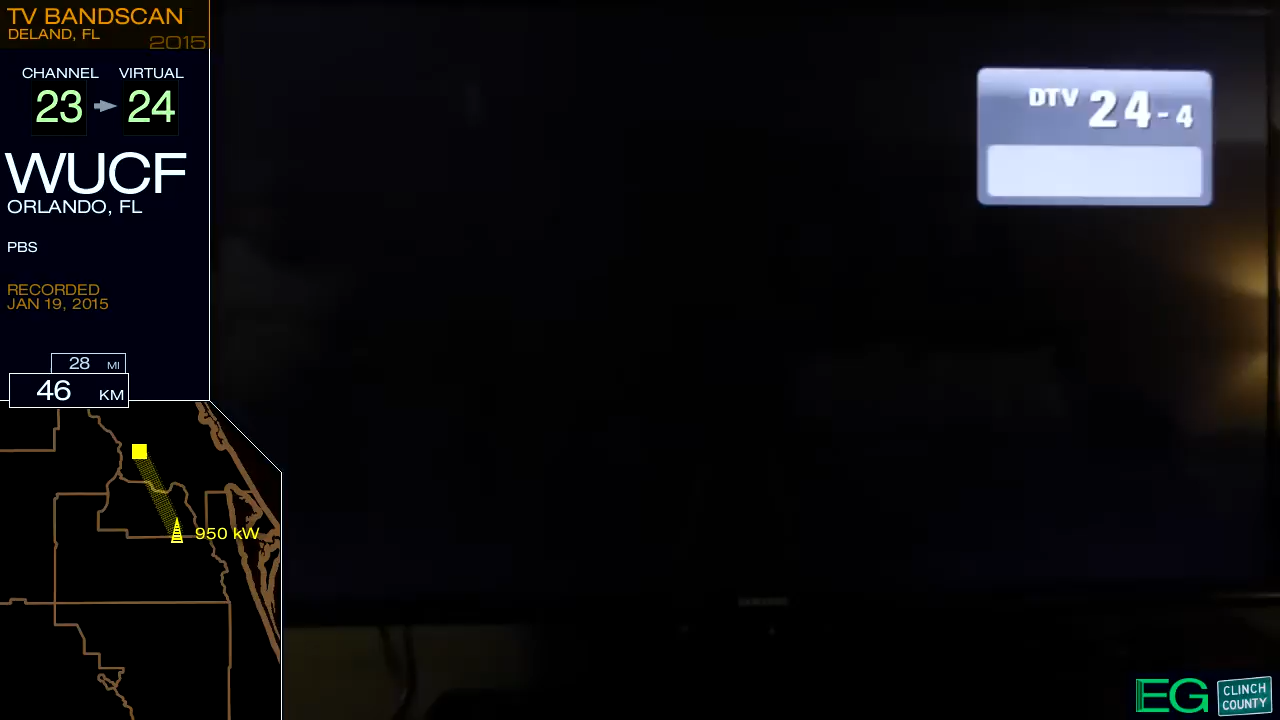 TV BANDSCAN
DELAND, FL
2015
CHANNEL VIRTUAL
23 24
WUCF
ORLANDO, FL
PBS
RECORDED
JAN 19, 2015
28 MI
46 KM
950 kW
DTV 24-4
SAMSUNG
EG
CLINCH
COUNTY